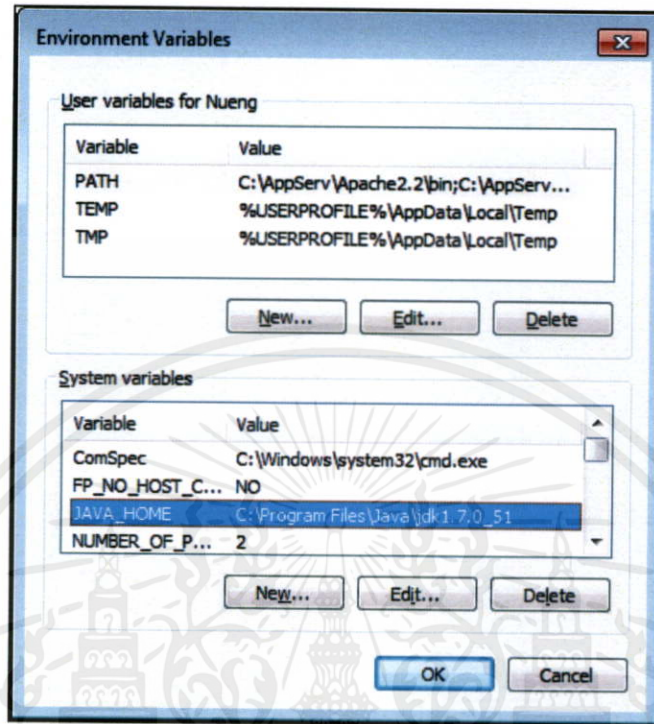 Environment Variables
User variables for Nueng
Variable Value
PATH C:\AppServ\Apache2.2\bin;C:\AppServ...
TEMP %USERPROFILE%\AppData\Local\Temp
TMP %USERPROFILE%\AppData\Local\Temp
New... Edit... Delete
System variables
Variable Value
ComSpec C:\Windows\system32\cmd.exe
FP_NO_HOST_C... NO
JAVA_HOME C:\Program Files\Java\jdk1.7.0_51
NUMBER_OF_P... 2
New... Edit... Delete
OK Cancel